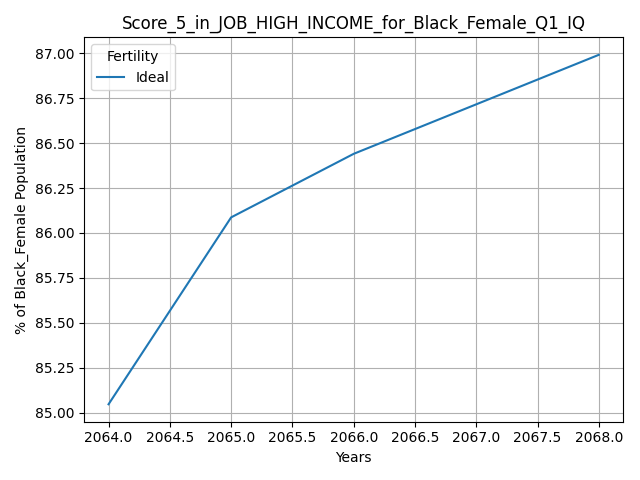 Score_5_in_JOB_HIGH_INCOME_for_Black_Female_Q1_IQ
Fertility
Ideal
% of Black_Female Population
87.00
86.75
86.50
86.25
86.00
85.75
85.50
85.25
85.00
2064.0 2064.5 2065.0 2065.5 2066.0 2066.5 2067.0 2067.5 2068.0
Years